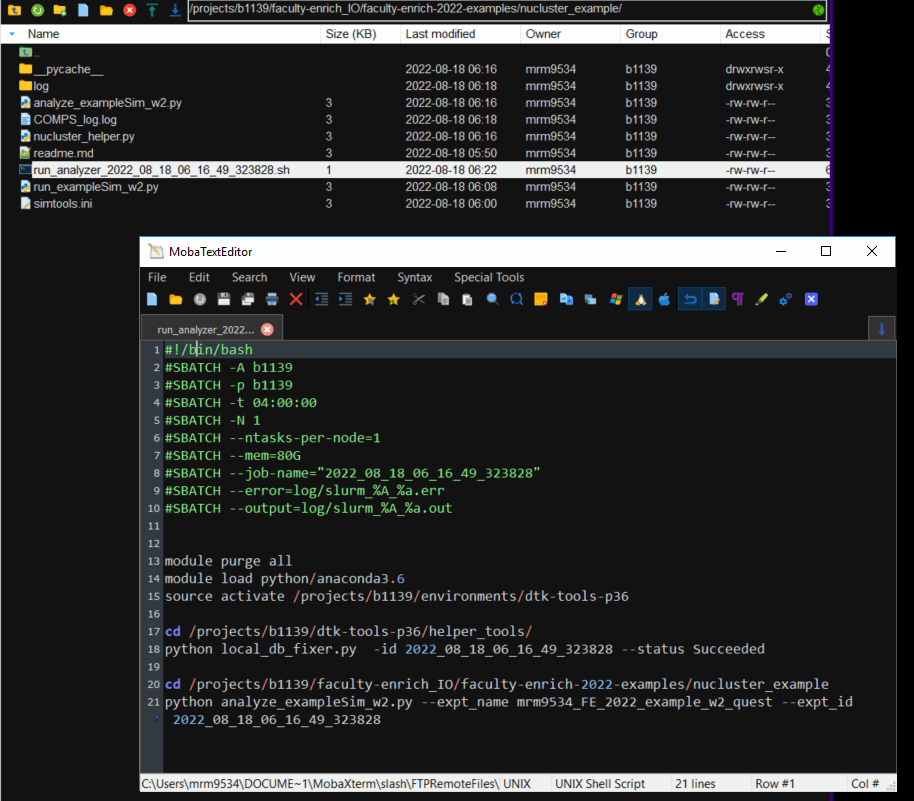 /projects/b1139/faculty-enrich_IO/faculty-enrich-2022-examples/nucluster_example/
Name Size (KB) Last modified Owner Group Access S
..
__pycache__ 2022-08-18 06:16 mrm9534 b1139 drwxrwsr-x
log 2022-08-18 06:18 mrm9534 b1139 drwxrwsr-x
analyze_exampleSim_w2.py 3 2022-08-18 06:16 mrm9534 b1139 -rw-rw-r--
COMPS_log.log 3 2022-08-18 06:18 mrm9534 b1139 -rw-rw-r--
nucluster_helper.py 3 2022-08-18 06:16 mrm9534 b1139 -rw-rw-r--
readme.md 3 2022-08-18 05:50 mrm9534 b1139 -rw-rw-r--
run_analyzer_2022_08_18_06_16_49_323828.sh 1 2022-08-18 06:22 mrm9534 b1139 -rw-rw-r--
run_exampleSim_w2.py 3 2022-08-18 06:08 mrm9534 b1139 -rw-rw-r--
simtools.ini 3 2022-08-18 06:00 mrm9534 b1139 -rw-rw-r--
MobaTextEditor
File Edit Search View Format Syntax Special Tools
run_analyzer_2022...
1 #!/bin/bash
2 #SBATCH -A b1139
3 #SBATCH -p b1139
4 #SBATCH -t 04:00:00
5 #SBATCH -N 1
6 #SBATCH --ntasks-per-node=1
7 #SBATCH --mem=80G
8 #SBATCH --job-name="2022_08_18_06_16_49_323828"
9 #SBATCH --error=log/slurm_%A_%a.err
10 #SBATCH --output=log/slurm_%A_%a.out
11
12
13 module purge all
14 module load python/anaconda3.6
15 source activate /projects/b1139/environments/dtk-tools-p36
16
17 cd /projects/b1139/dtk-tools-p36/helper_tools/
18 python local_db_fixer.py  -id 2022_08_18_06_16_49_323828 --status Succeeded
19
20 cd /projects/b1139/faculty-enrich_IO/faculty-enrich-2022-examples/nucluster_example
21 python analyze_exampleSim_w2.py --expt_name mrm9534_FE_2022_example_w2_quest --expt_id
2022_08_18_06_16_49_323828
C:\Users\mrm9534\DOCUME~1\MobaXterm\slash\FTPRemoteFiles\ UNIX UNIX Shell Script 21 lines Row #1 Col #